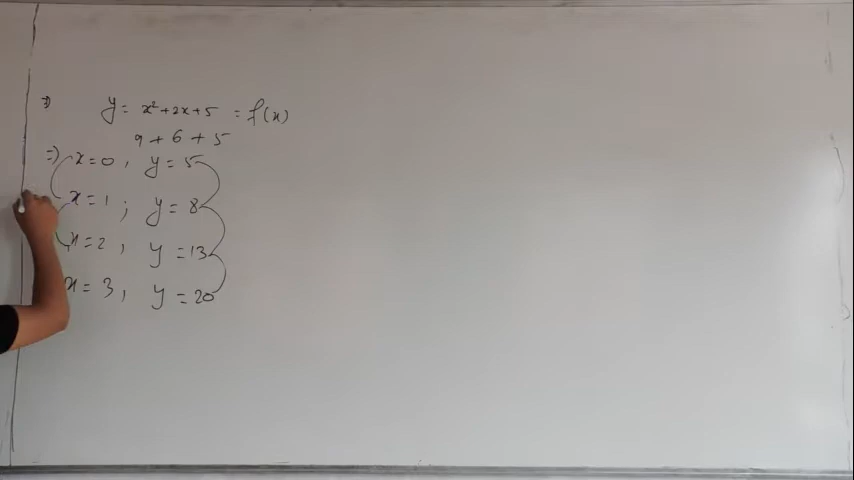 ⇒ y = x² + 2x + 5 = f(x)
9 + 6 + 5
⇒ x = 0 , y = 5
x = 1 ; y = 8
x = 2 , y = 13
x = 3 , y = 20